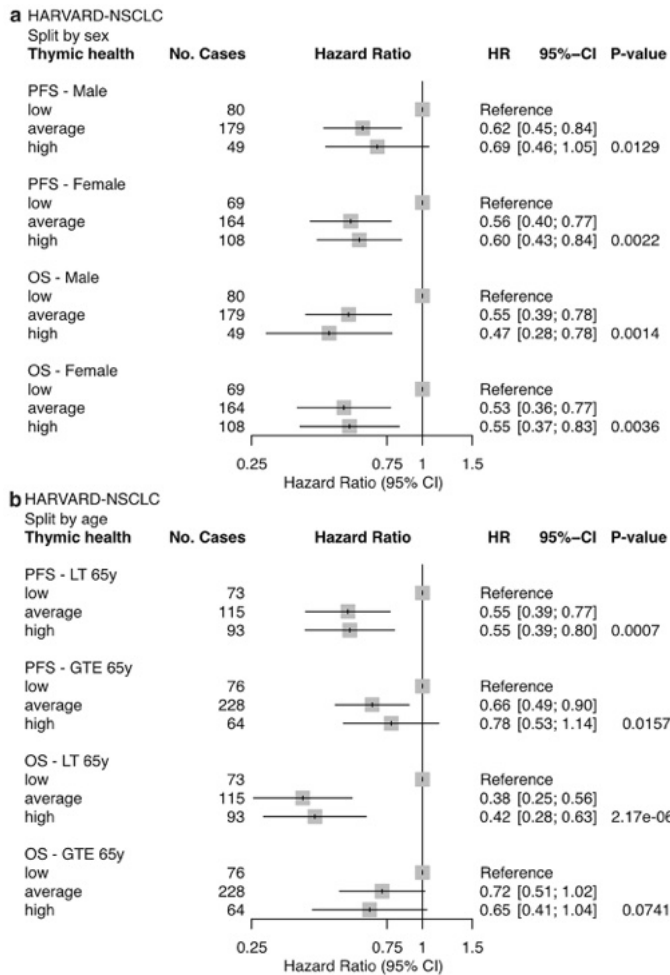 a HARVARD-NSCLC
Split by sex
Thymic health No. Cases Hazard Ratio HR 95%-CI P-value
PFS - Male
low 80 Reference
average 179 0.62 [0.45; 0.84]
high 49 0.69 [0.46; 1.05] 0.0129
PFS - Female
low 69 Reference
average 164 0.56 [0.40; 0.77]
high 108 0.60 [0.43; 0.84] 0.0022
OS - Male
low 80 Reference
average 179 0.55 [0.39; 0.78]
high 49 0.47 [0.28; 0.78] 0.0014
OS - Female
low 69 Reference
average 164 0.53 [0.36; 0.77]
high 108 0.55 [0.37; 0.83] 0.0036
0.25 0.75 1 1.5
Hazard Ratio (95% CI)
b HARVARD-NSCLC
Split by age
Thymic health No. Cases Hazard Ratio HR 95%-CI P-value
PFS - LT 65y
low 73 Reference
average 115 0.55 [0.39; 0.77]
high 93 0.55 [0.39; 0.80] 0.0007
PFS - GTE 65y
low 76 Reference
average 228 0.66 [0.49; 0.90]
high 64 0.78 [0.53; 1.14] 0.0157
OS - LT 65y
low 73 Reference
average 115 0.38 [0.25; 0.56]
high 93 0.42 [0.28; 0.63] 2.17e-06
OS - GTE 65y
low 76 Reference
average 228 0.72 [0.51; 1.02]
high 64 0.65 [0.41; 1.04] 0.0741
0.25 0.75 1 1.5
Hazard Ratio (95% CI)